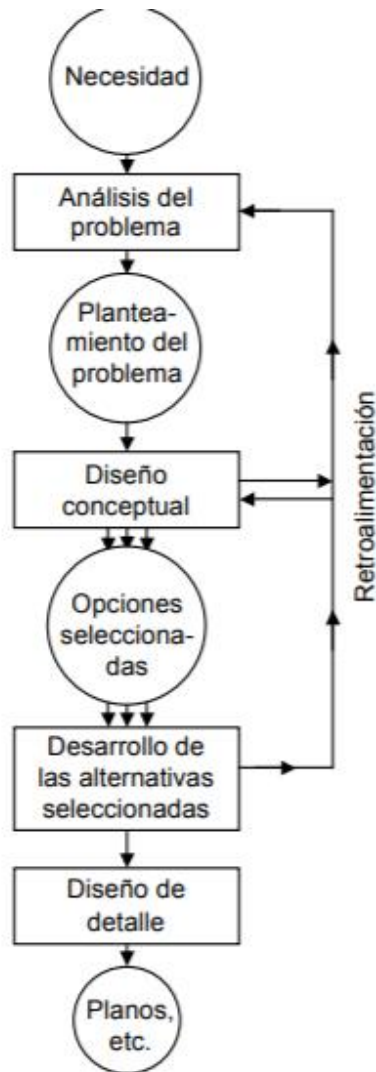 Necesidad
Análisis del
problema
Plantea-
miento del
problema
Diseño
conceptual
Opciones
selecciona-
das
Desarrollo de
las alternativas
seleccionadas
Diseño de
detalle
Planos,
etc.
Retroalimentación